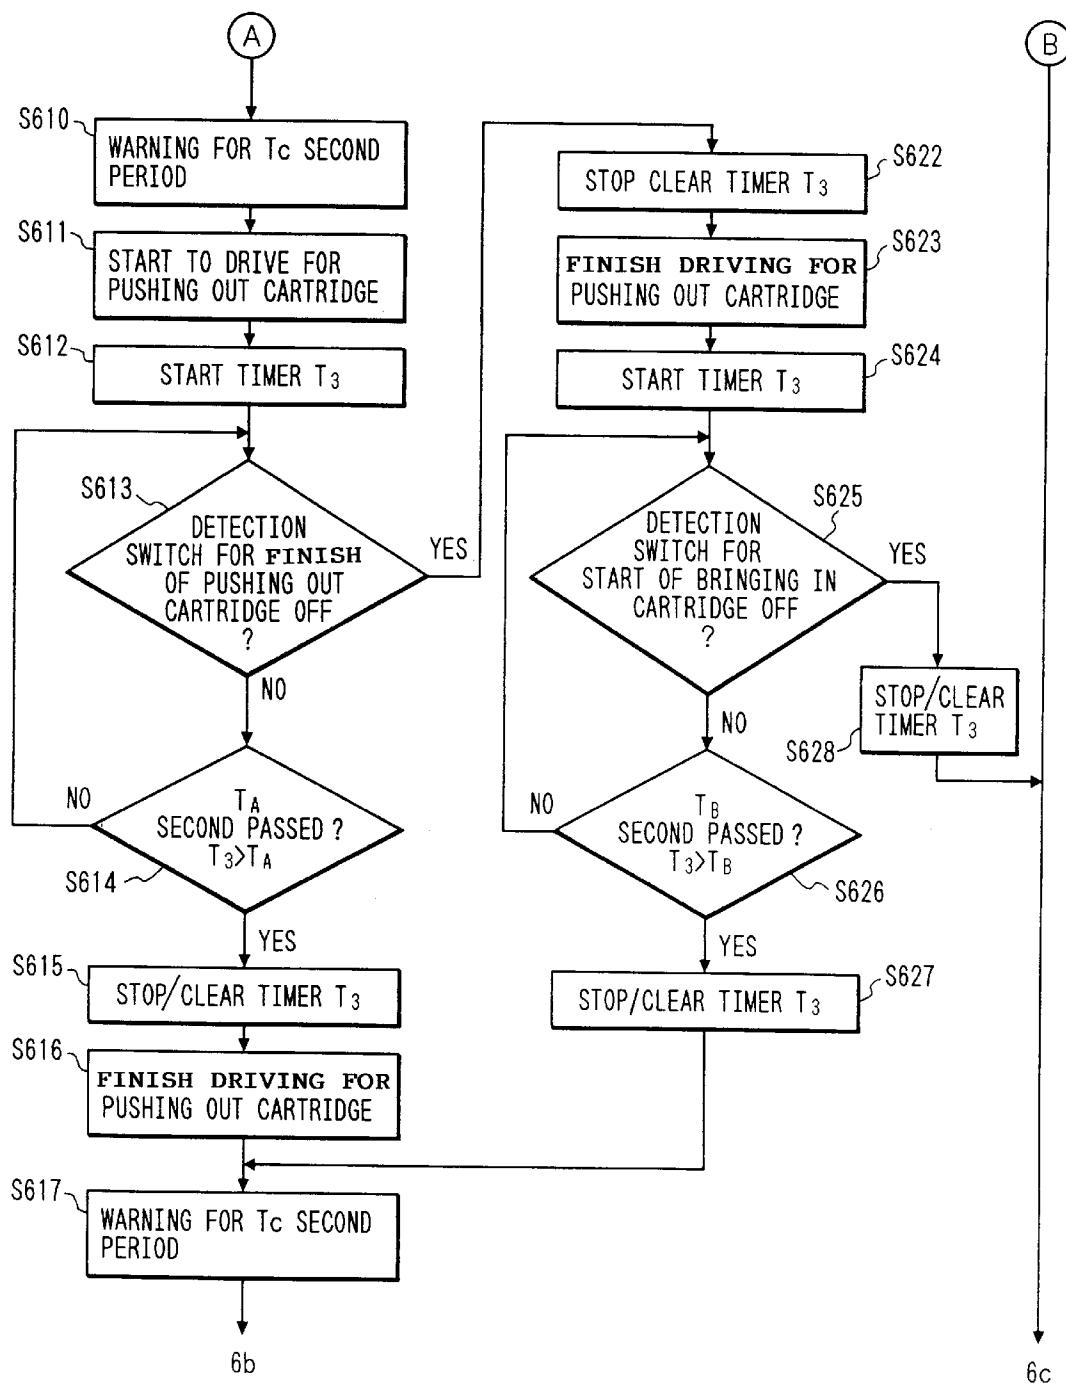 A
B
S610
WARNING FOR Tc SECOND
PERIOD
S611
START TO DRIVE FOR
PUSHING OUT CARTRIDGE
S612
START TIMER T3
S613
DETECTION
SWITCH FOR FINISH
OF PUSHING OUT
CARTRIDGE OFF
?
YES
NO
TA
SECOND PASSED ?
T3>TA
NO
S614
YES
S615
STOP/CLEAR TIMER T3
S616
FINISH DRIVING FOR
PUSHING OUT CARTRIDGE
S617
WARNING FOR Tc SECOND
PERIOD
6b
S622
STOP CLEAR TIMER T3
S623
FINISH DRIVING FOR
PUSHING OUT CARTRIDGE
S624
START TIMER T3
S625
DETECTION
SWITCH FOR
START OF BRINGING IN
CARTRIDGE OFF
?
YES
NO
STOP/CLEAR
TIMER T3
S628
TB
SECOND PASSED ?
T3>TB
NO
S626
YES
S627
STOP/CLEAR TIMER T3
6c